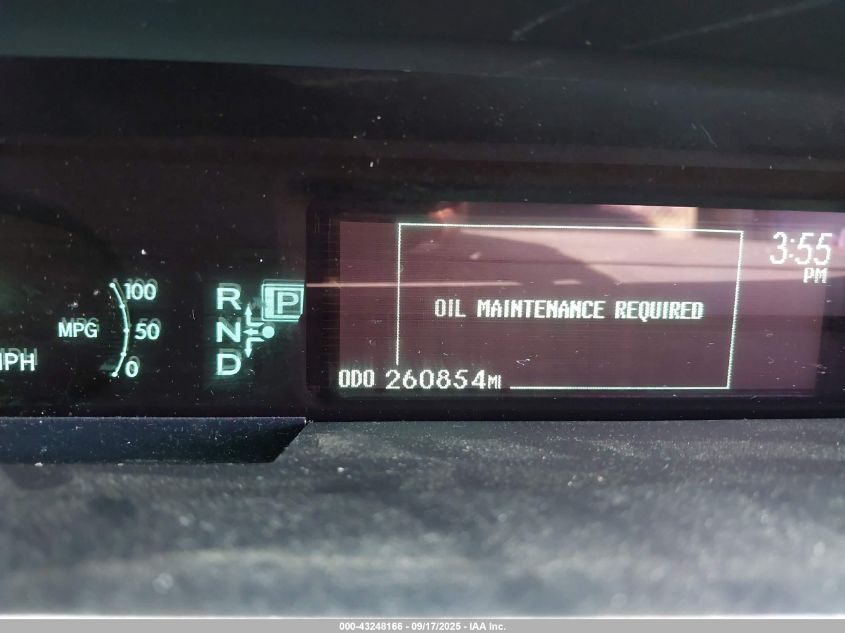 100
MPG 50
MPH 0
R P
N
D
3:55
PM
OIL MAINTENANCE REQUIRED
ODO 260854MI
000-43248166 - 09/17/2025 - IAA Inc.